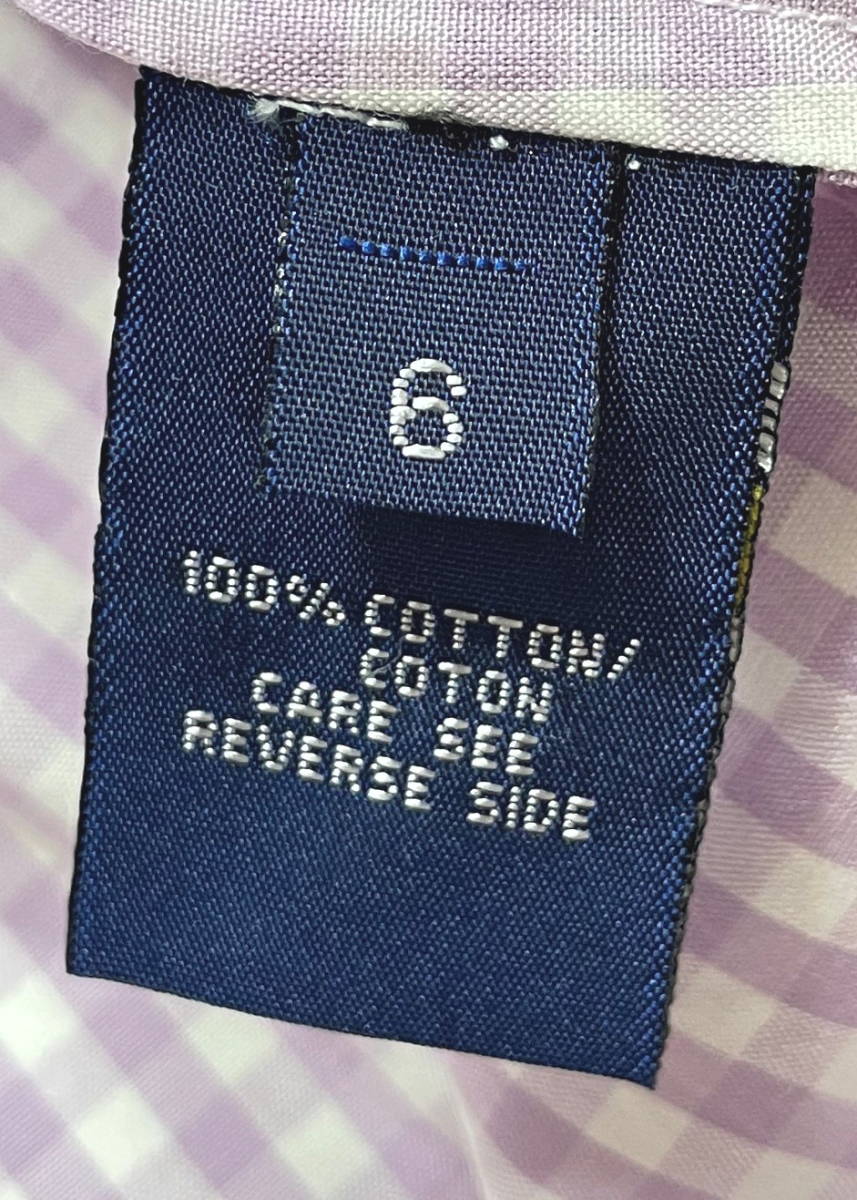 6
100% COTTON/
COTON
CARE SEE
REVERSE SIDE